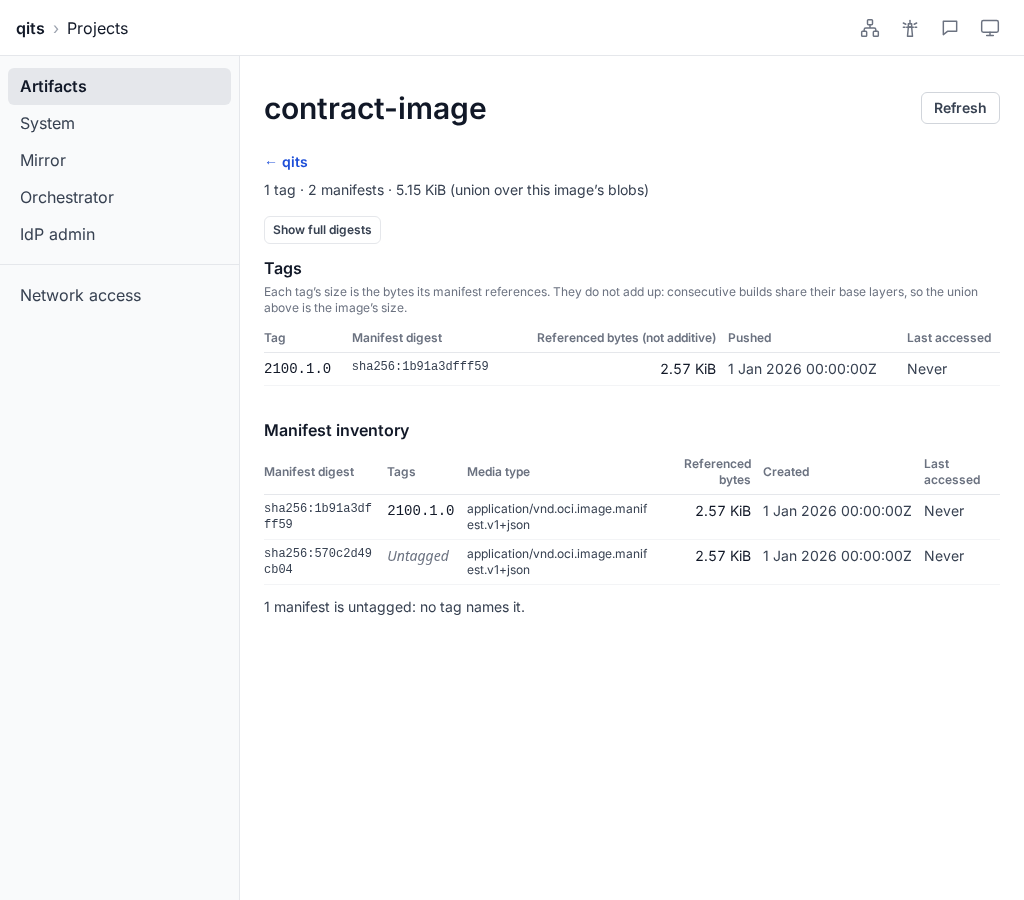 qits › Projects
Artifacts
System
Mirror
Orchestrator
IdP admin
Network access
contract-image
Refresh
← qits
1 tag · 2 manifests · 5.15 KiB (union over this image’s blobs)
Show full digests
Tags
Each tag’s size is the bytes its manifest references. They do not add up: consecutive builds share their base layers, so the union
above is the image’s size.
Tag Manifest digest Referenced bytes (not additive) Pushed Last accessed
2100.1.0 sha256:1b91a3dfff59 2.57 KiB 1 Jan 2026 00:00:00Z Never
Manifest inventory
Manifest digest Tags Media type Referenced bytes Created Last accessed
sha256:1b91a3df 2100.1.0 application/vnd.oci.image.manif 2.57 KiB 1 Jan 2026 00:00:00Z Never
ff59 est.v1+json
sha256:570c2d49 Untagged application/vnd.oci.image.manif 2.57 KiB 1 Jan 2026 00:00:00Z Never
cb04 est.v1+json
1 manifest is untagged: no tag names it.